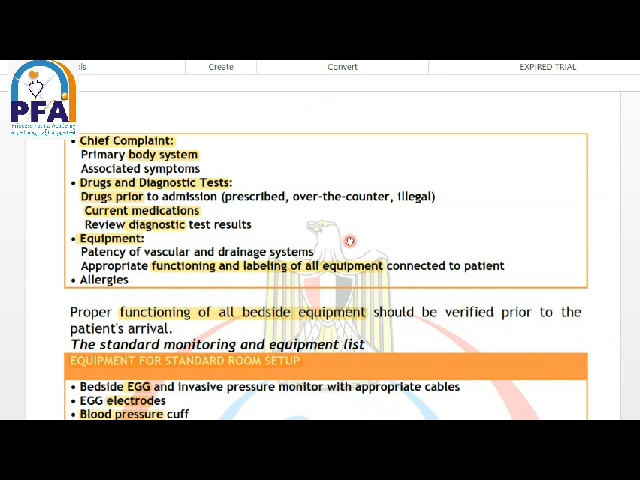 ols
Create
Convert
EXPIRED TRIAL
PFA
• Chief Complaint:
Primary body system
Associated symptoms
• Drugs and Diagnostic Tests:
Drugs prior to admission (prescribed, over-the-counter, illegal)
Current medications
Review diagnostic test results
• Equipment:
Patency of vascular and drainage systems
Appropriate functioning and labeling of all equipment connected to patient
• Allergies
Proper functioning of all bedside equipment should be verified prior to the
patient's arrival.
The standard monitoring and equipment list
EQUIPMENT FOR STANDARD ROOM SETUP
• Bedside EGG and invasive pressure monitor with appropriate cables
• EGG electrodes
• Blood pressure cuff